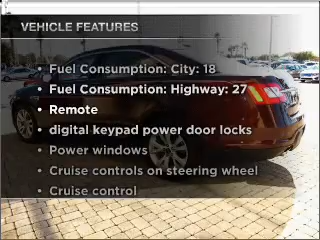 VEHICLE FEATURES
• Fuel Consumption: City: 18
• Fuel Consumption: Highway: 27
• Remote
• digital keypad power door locks
• Power windows
• Cruise controls on steering wheel
• Cruise control